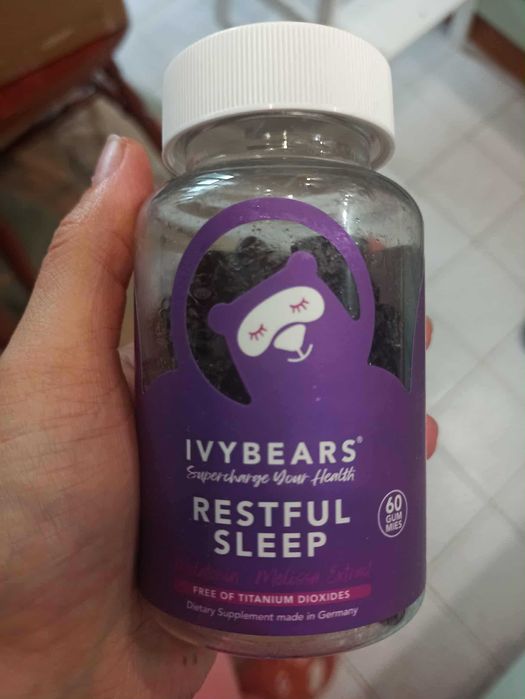 IVYBEARS®
Supercharge Your Health
RESTFUL
SLEEP
60
GUM
MIES
Melatonin Melissa Extract
FREE OF TITANIUM DIOXIDES
Dietary Supplement made in Germany